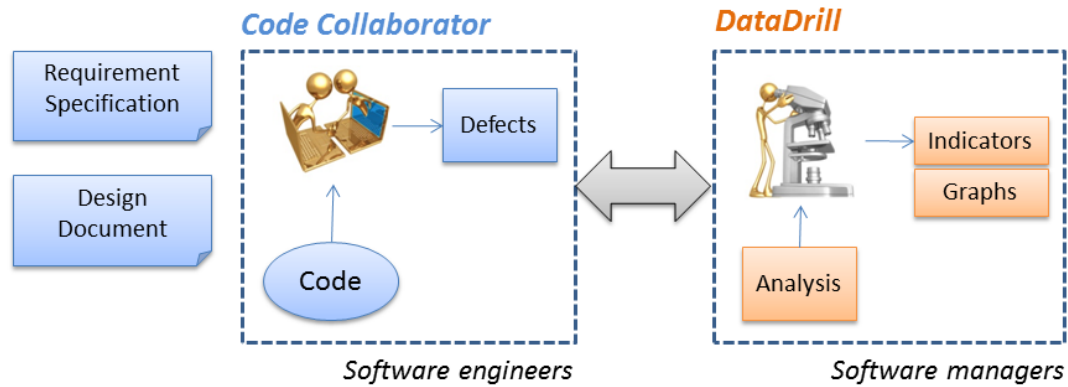 Code Collaborator
DataDrill
Requirement
Specification
Design
Document
Defects
Code
Indicators
Graphs
Analysis
Software engineers
Software managers